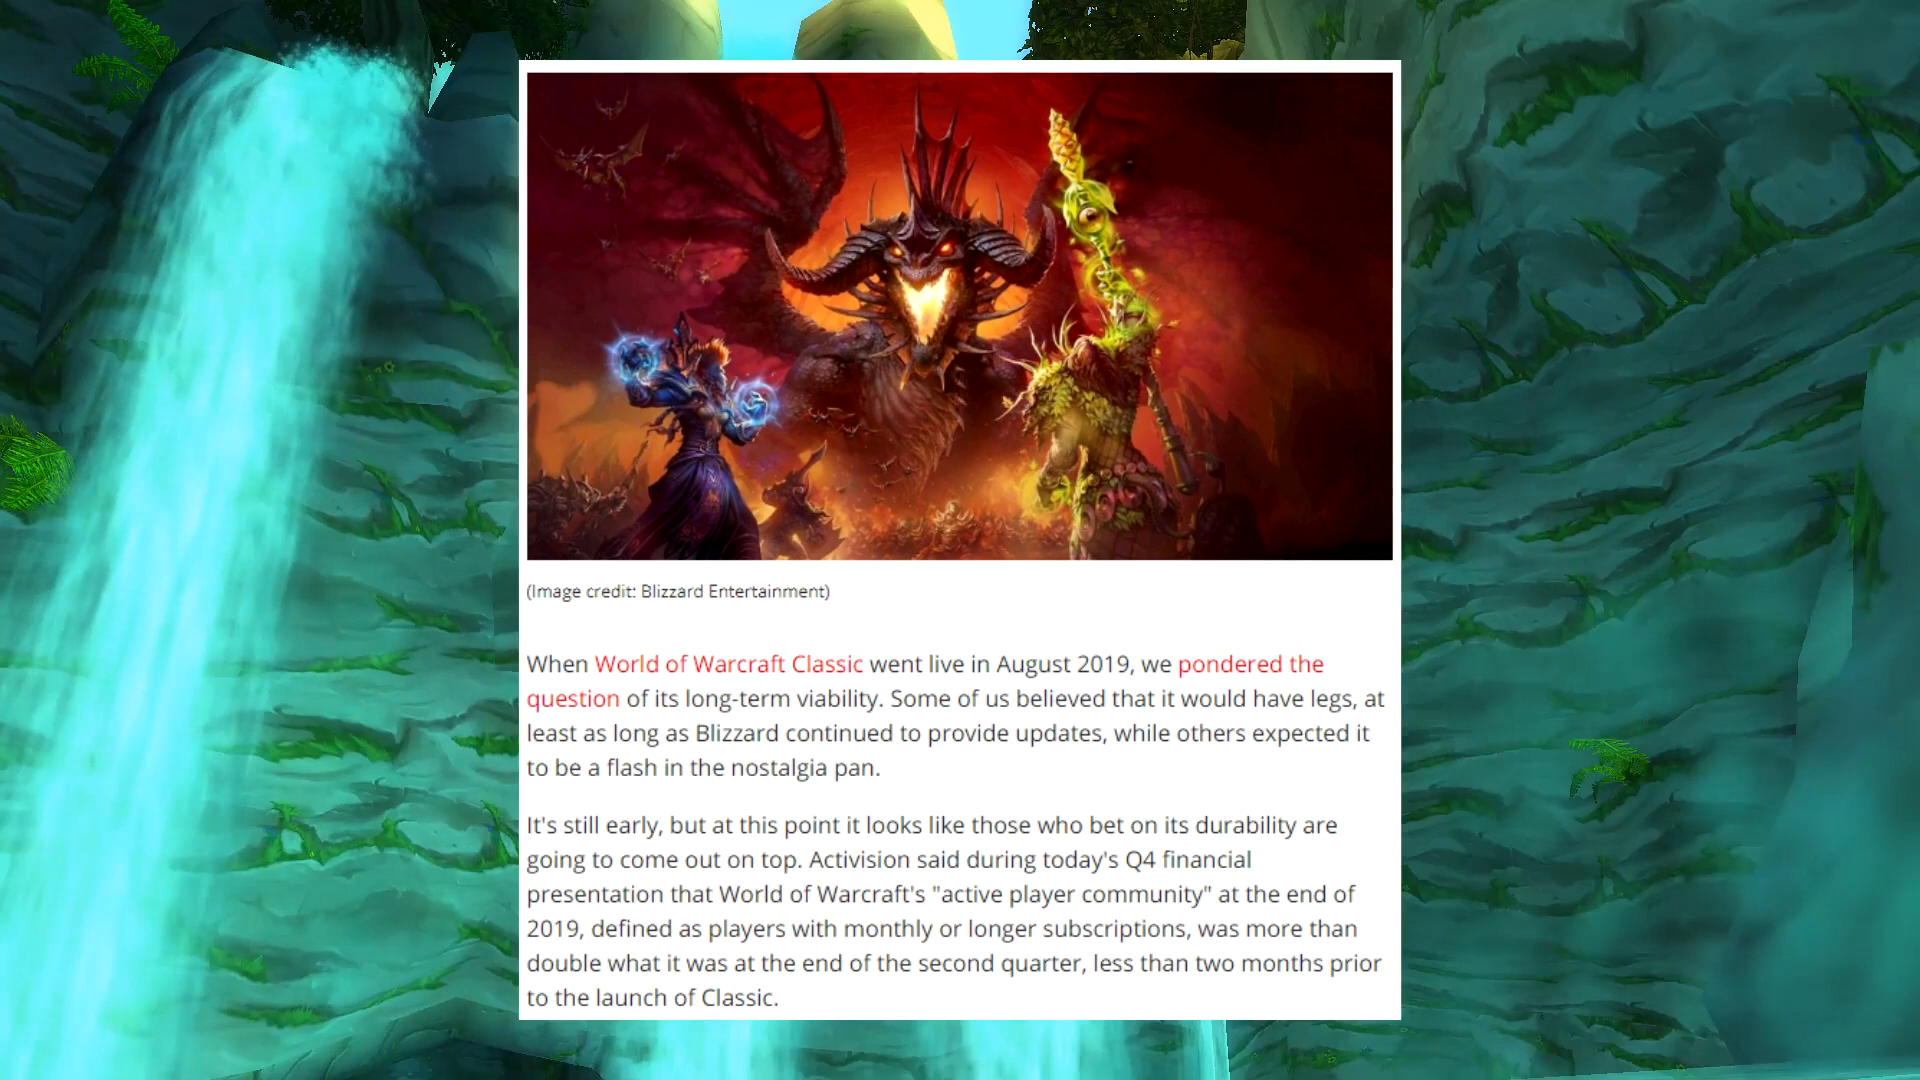 (Image credit: Blizzard Entertainment)
When World of Warcraft Classic went live in August 2019, we pondered the
question of its long-term viability. Some of us believed that it would have legs, at
least as long as Blizzard continued to provide updates, while others expected it
to be a flash in the nostalgia pan.
It's still early, but at this point it looks like those who bet on its durability are
going to come out on top. Activision said during today's Q4 financial
presentation that World of Warcraft's "active player community" at the end of
2019, defined as players with monthly or longer subscriptions, was more than
double what it was at the end of the second quarter, less than two months prior
to the launch of Classic.